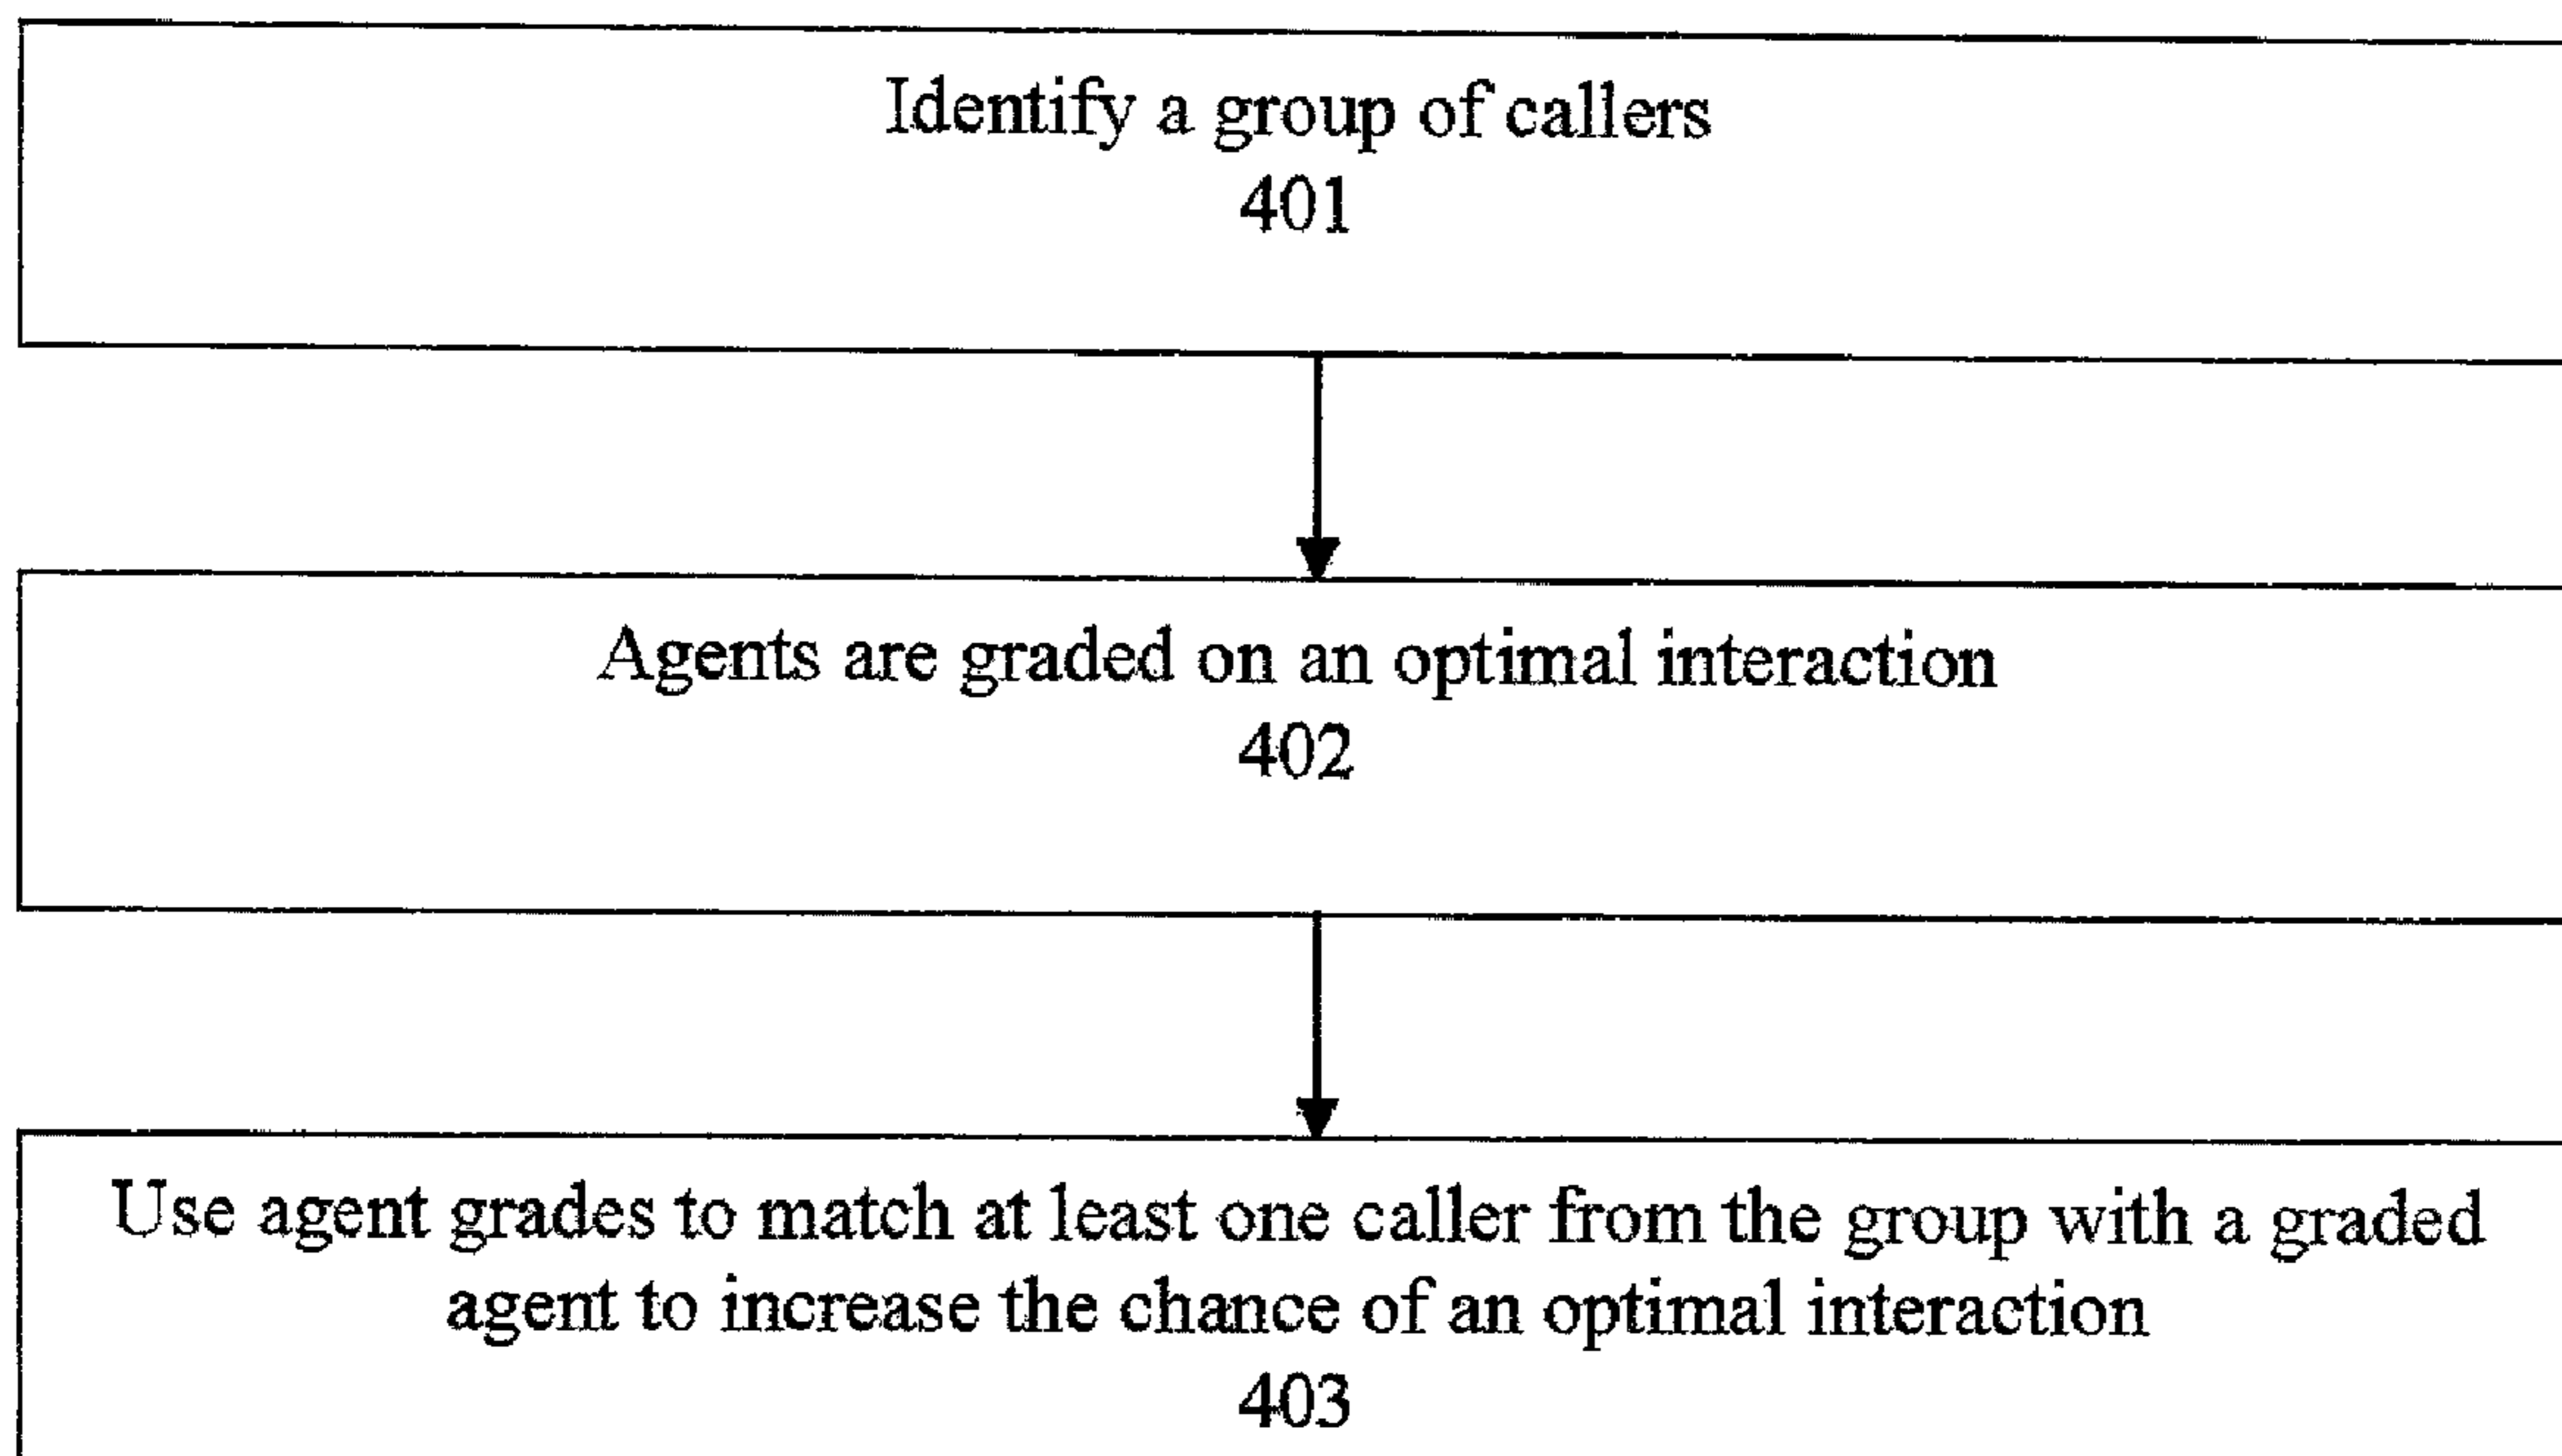 Identify a group of callers
401
Agents are graded on an optimal interaction
402
Use agent grades to match at least one caller from the group with a graded
agent to increase the chance of an optimal interaction
403